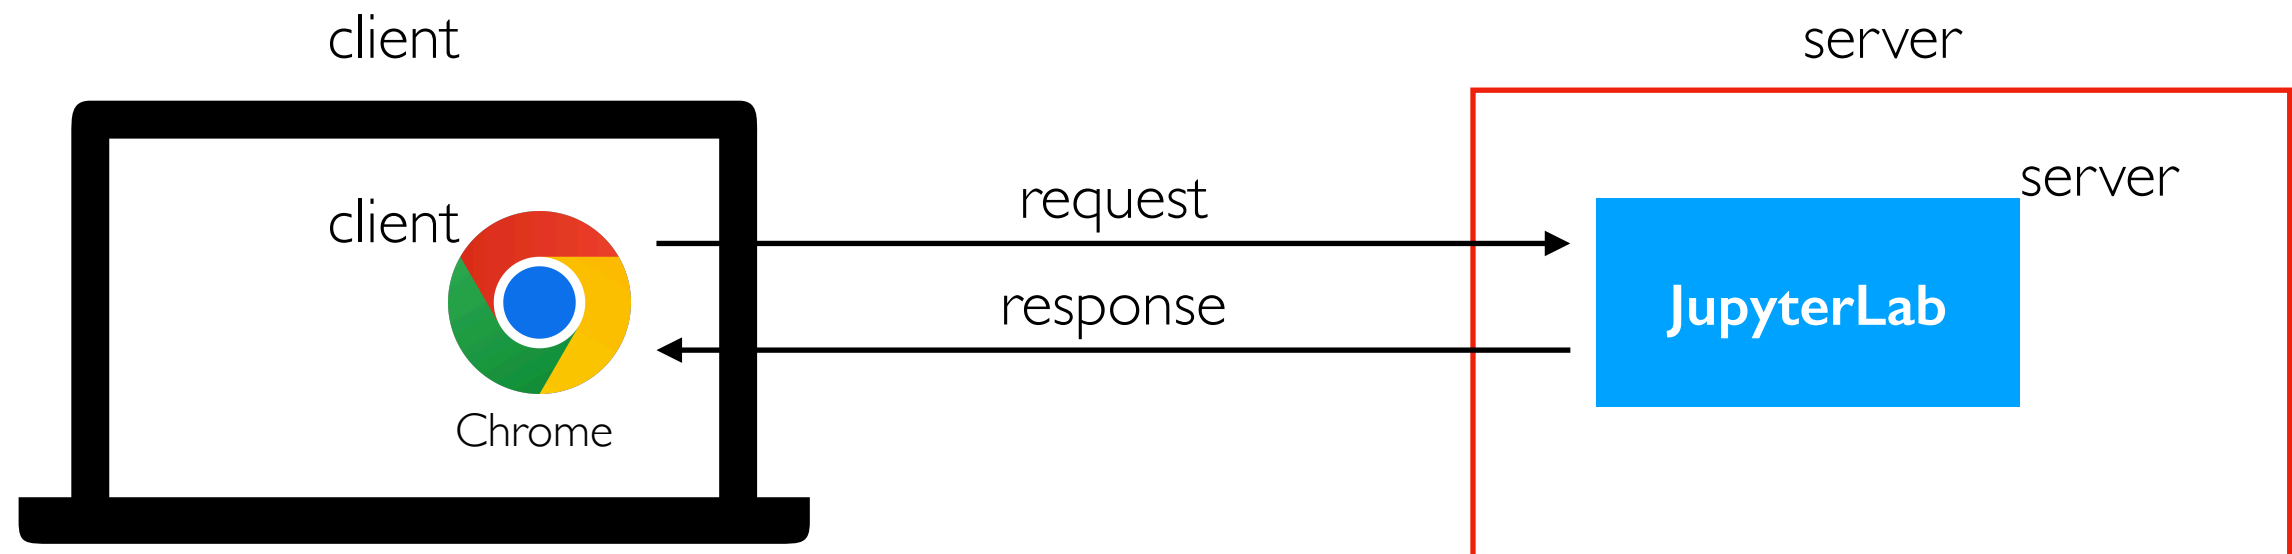 client
server
client
request
server
response
JupyterLab
Chrome